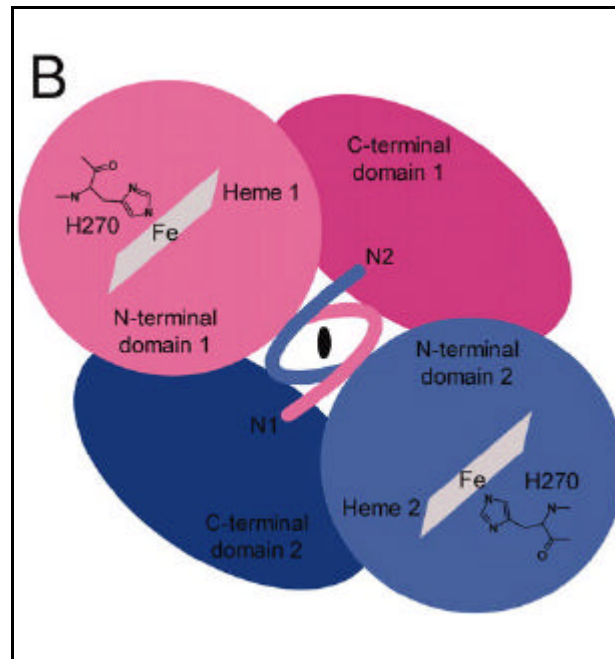 B
C-terminal
domain 1
N
O
N
N
H270
Fe
Heme 1
N2
N-terminal
domain 1
N-terminal
domain 2
N1
Fe
H270
Heme 2
N
N
N
O
C-terminal
domain 2